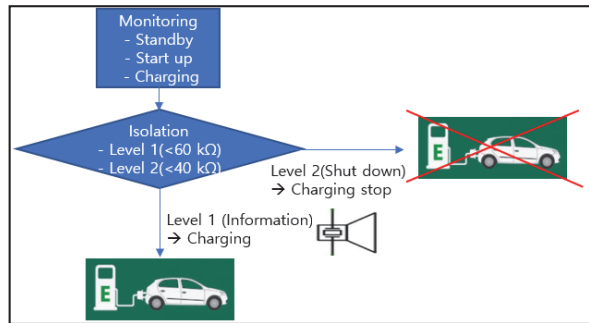 Monitoring
- Standby
- Start up
- Charging
Isolation
- Level 1(<60 kΩ)
- Level 2(<40 kΩ)
Level 2(Shut down)
→ Charging stop
E
Level 1 (Information)
→ Charging
E